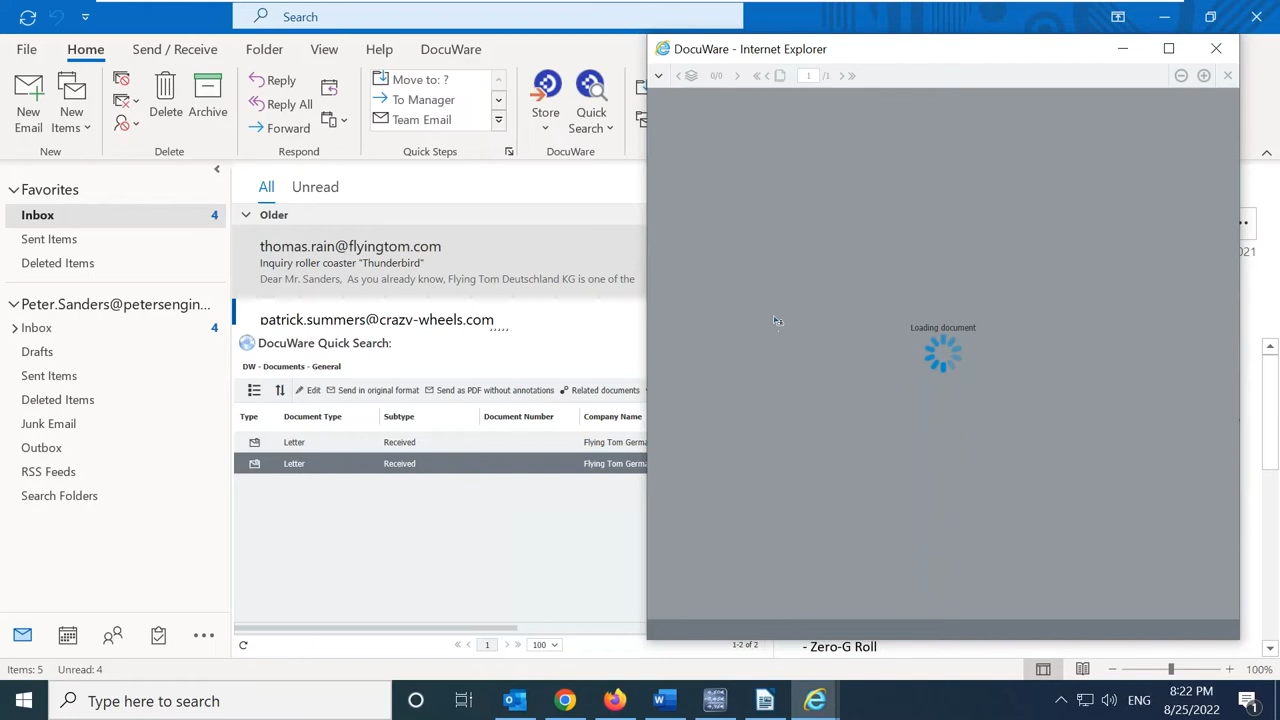 Search
File Home Send / Receive Folder View Help DocuWare
DocuWare - Internet Explorer
0/0 1 /1
New Email
New Items
Delete
Archive
Reply
Reply All
Forward
Move to: ?
To Manager
Team Email
Store
Quick Search
New Delete Respond Quick Steps DocuWare
Favorites
Inbox 4
Sent Items
Deleted Items
Peter.Sanders@petersengin...
Inbox 4
Drafts
Sent Items
Deleted Items
Junk Email
Outbox
RSS Feeds
Search Folders
All Unread
Older
thomas.rain@flyingtom.com
Inquiry roller coaster "Thunderbird"
Dear Mr. Sanders, As you already know, Flying Tom Deutschland KG is one of the
patrick.summers@crazy-wheels.com
DocuWare Quick Search:
DW - Documents - General
Edit Send in original format Send as PDF without annotations Related documents
Type Document Type Subtype Document Number Company Name
Letter Received Flying Tom Germa
Letter Received Flying Tom Germa
1 100 1-2 of 2
Loading document
021
- Zero-G Roll
Items: 5 Unread: 4
100%
Type here to search
ENG
8:22 PM
8/25/2022
1